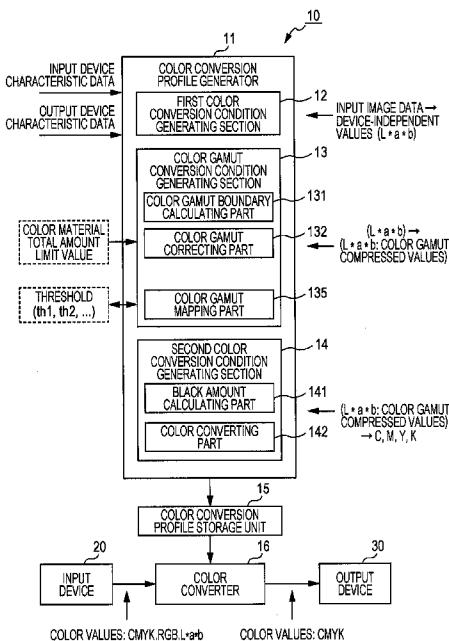 10
11
INPUT DEVICE
CHARACTERISTIC DATA
OUTPUT DEVICE
CHARACTERISTIC DATA
COLOR CONVERSION
PROFILE GENERATOR
12
FIRST COLOR
CONVERSION CONDITION
GENERATING SECTION
INPUT IMAGE DATA →
DEVICE-INDEPENDENT
VALUES (L*a*b)
13
COLOR GAMUT
CONVERSION CONDITION
GENERATING SECTION
131
COLOR GAMUT BOUNDARY
CALCULATING PART
132
COLOR GAMUT
CORRECTING PART
COLOR MATERIAL
TOTAL AMOUNT
LIMIT VALUE
(L*a*b) →
(L*a*b: COLOR GAMUT
COMPRESSED VALUES)
THRESHOLD
(th1, th2, ...)
135
COLOR GAMUT
MAPPING PART
14
SECOND COLOR
CONVERSION CONDITION
GENERATING SECTION
141
BLACK AMOUNT
CALCULATING PART
142
COLOR CONVERTING
PART
(L*a*b: COLOR GAMUT
COMPRESSED VALUES)
→ C, M, Y, K
15
COLOR CONVERSION
PROFILE STORAGE UNIT
20
INPUT
DEVICE
16
COLOR
CONVERTER
30
OUTPUT
DEVICE
COLOR VALUES: CMYK.RGB.L*a*b
COLOR VALUES: CMYK